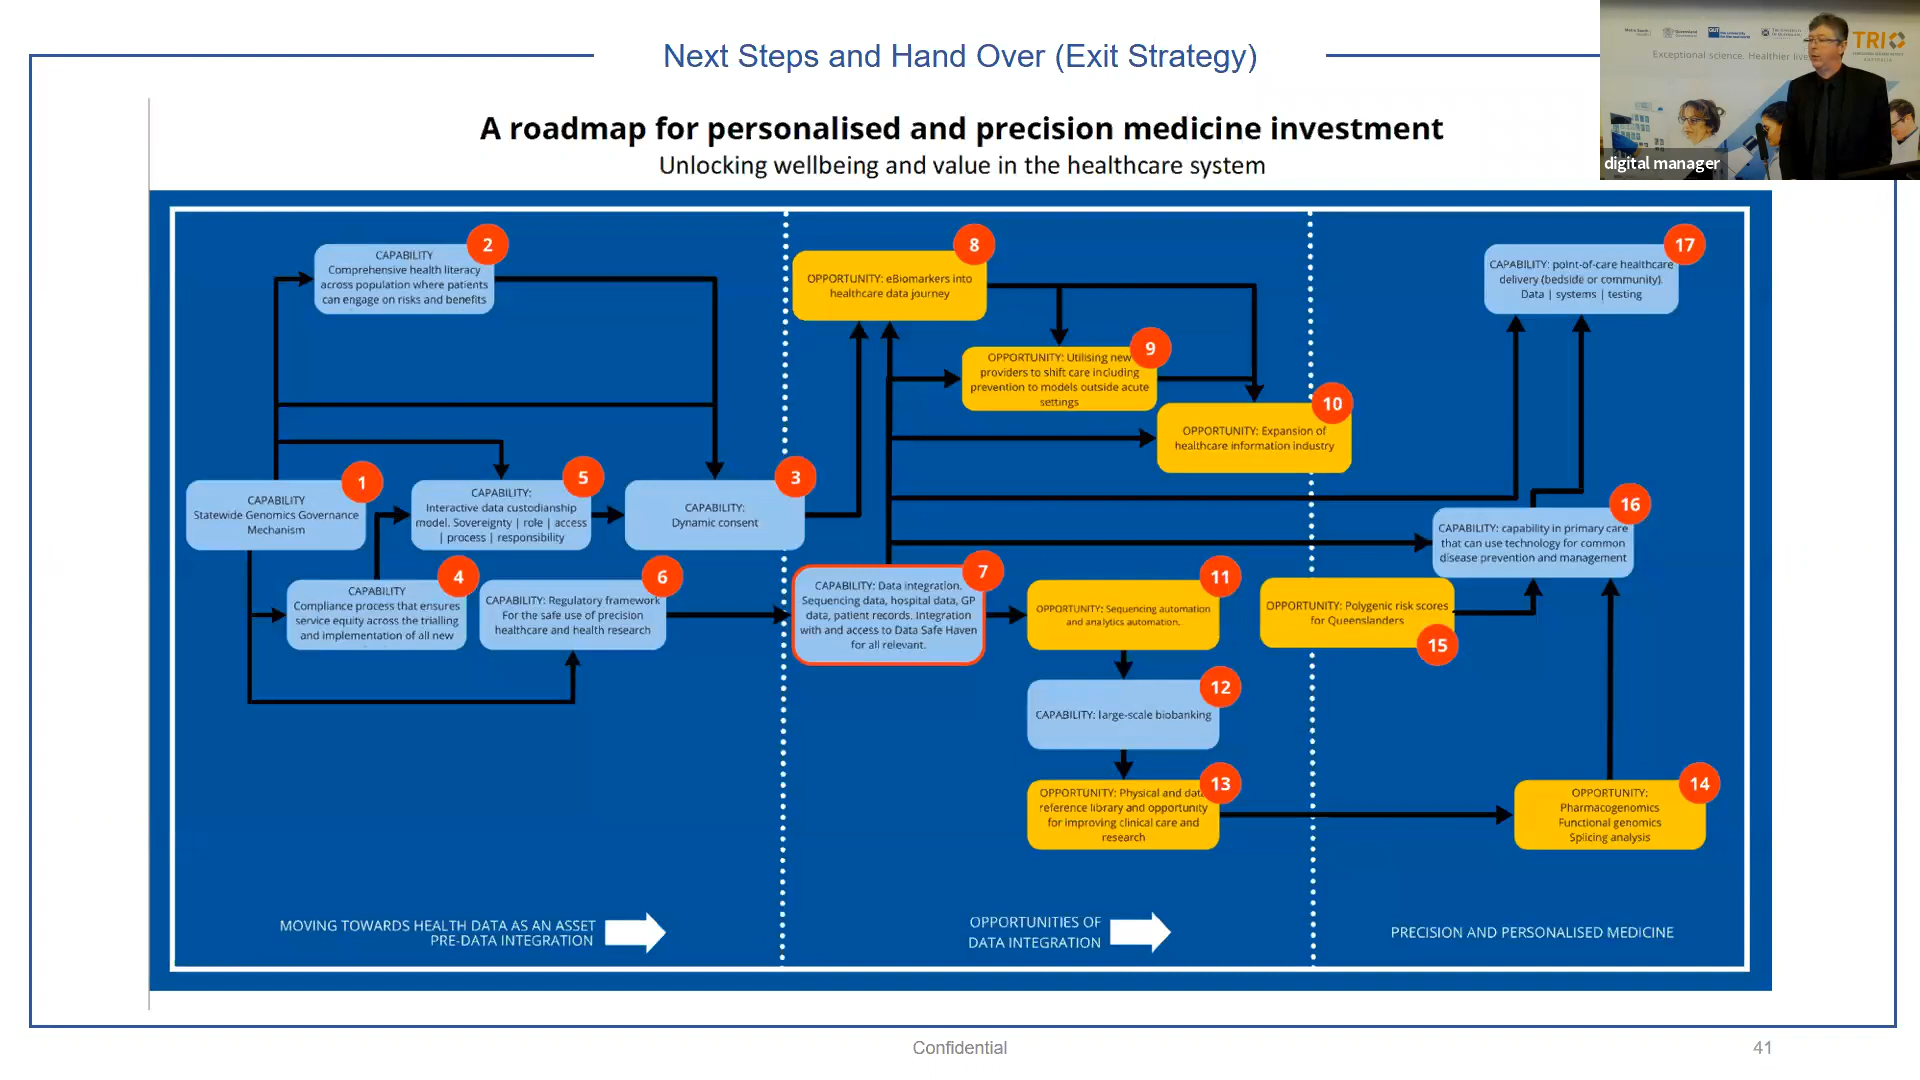 Next Steps and Hand Over (Exit Strategy)
Exceptional science. Healthier live
TRI
digital manager
A roadmap for personalised and precision medicine investment
Unlocking wellbeing and value in the healthcare system
2
CAPABILITY
Comprehensive health literacy
across population where patients
can engage on risks and benefits
1
CAPABILITY
Statewide Genomics Governance
Mechanism
5
CAPABILITY:
Interactive data custodianship
model. Sovereignty | role | access
| process | responsibility
3
CAPABILITY:
Dynamic consent
4
CAPABILITY
Compliance process that ensures
service equity across the trialling
and implementation of all new
6
CAPABILITY: Regulatory framework
For the safe use of precision
healthcare and health research
MOVING TOWARDS HEALTH DATA AS AN ASSET
PRE-DATA INTEGRATION
8
OPPORTUNITY: eBiomarkers into
healthcare data journey
9
OPPORTUNITY: Utilising new
providers to shift care including
prevention to models outside acute
settings
10
OPPORTUNITY: Expansion of
healthcare information industry
7
CAPABILITY: Data integration.
Sequencing data, hospital data, GP
data, patient records. Integration
with and access to Data Safe Haven
for all relevant.
11
OPPORTUNITY: Sequencing automation
and analytics automation.
12
CAPABILITY: large-scale biobanking
13
OPPORTUNITY: Physical and data
reference library and opportunity
for improving clinical care and
research
OPPORTUNITIES OF
DATA INTEGRATION
17
CAPABILITY: point-of-care healthcare
delivery (bedside or community).
Data | systems | testing
16
CAPABILITY: capability in primary care
that can use technology for common
disease prevention and management
OPPORTUNITY: Polygenic risk scores
for Queenslanders
15
14
OPPORTUNITY:
Pharmacogenomics
Functional genomics
Splicing analysis
PRECISION AND PERSONALISED MEDICINE
Confidential
41